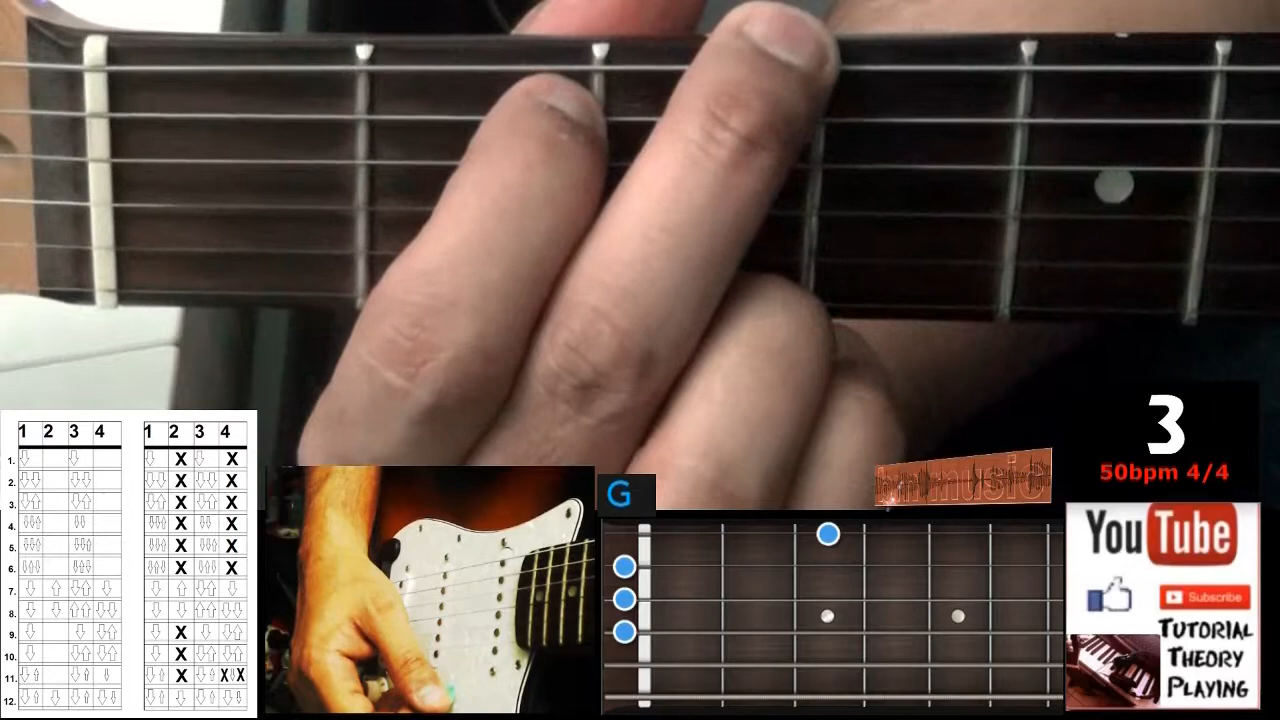 1 2 3 4
1 2 3 4
1. X X
2. X X
3. X X
4. X X
5. X X
6. X X
7.
8.
9. X
10. X
11. X X X
12.
G
3
50bpm 4/4
YouTube
Subscribe
TUTORIAL
THEORY
PLAYING